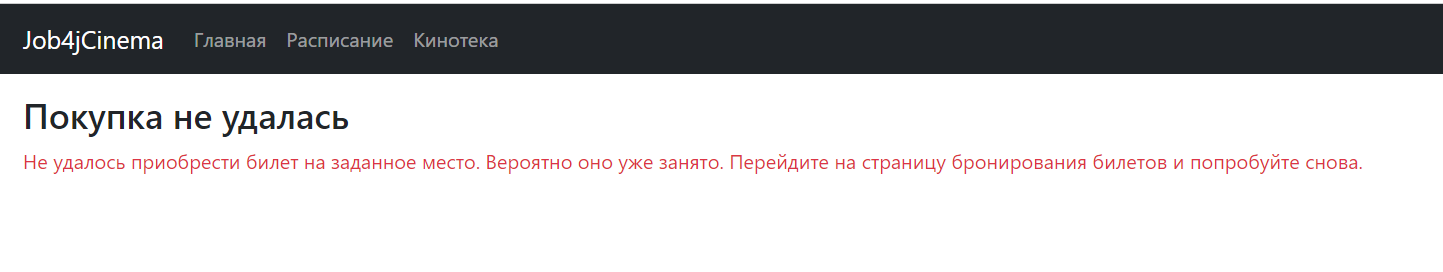 Job4jCinema Главная Расписание Кинотека
Покупка не удалась
Не удалось приобрести билет на заданное место. Вероятно оно уже занято. Перейдите на страницу бронирования билетов и попробуйте снова.